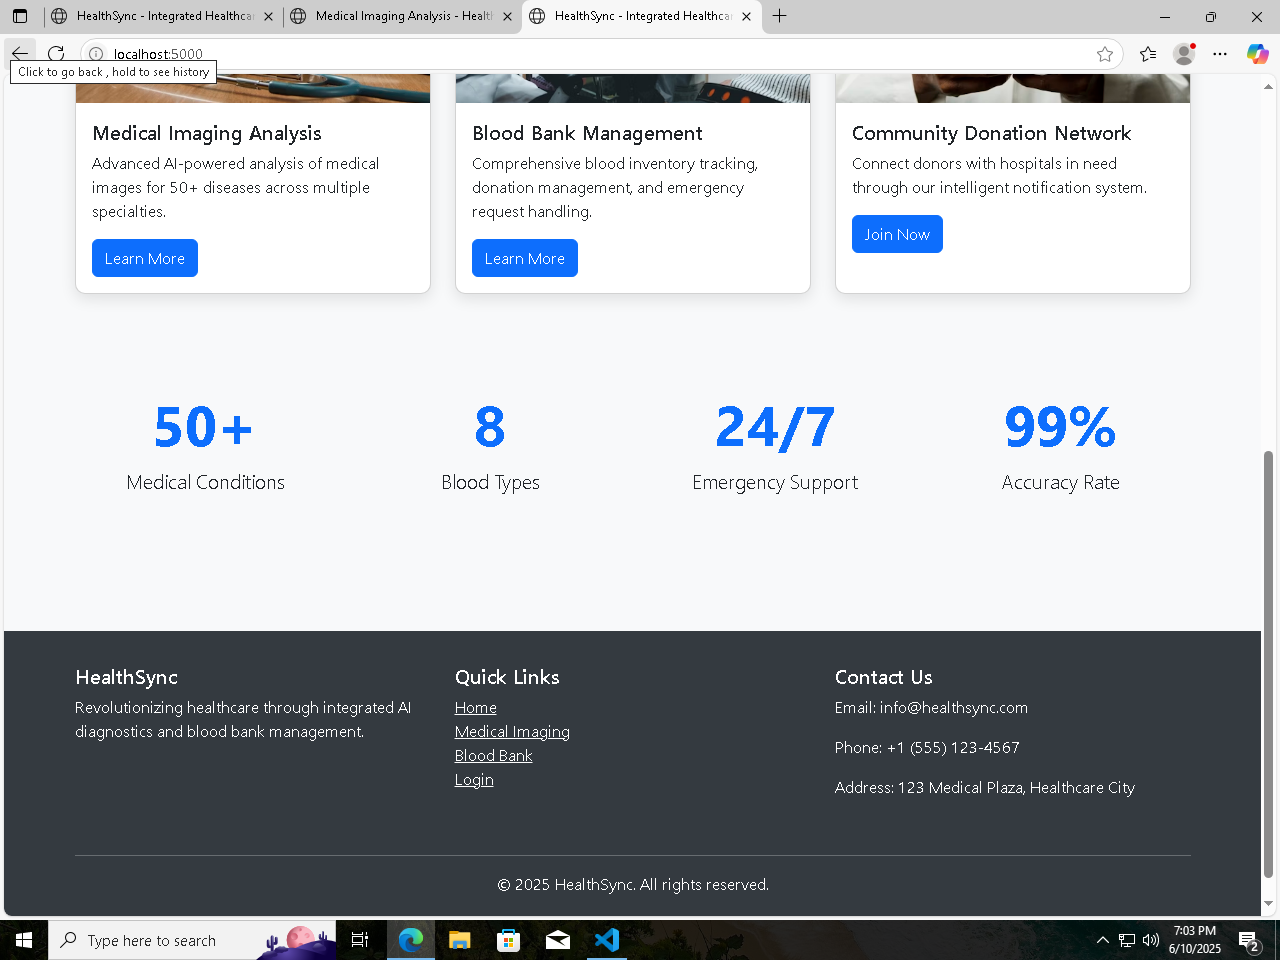 HealthSync - Integrated Healthcar
Medical Imaging Analysis - Healt
HealthSync - Integrated Healthcar
localhost:5000
Click to go back , hold to see history
Medical Imaging Analysis
Advanced AI-powered analysis of medical
images for 50+ diseases across multiple
specialties.
Learn More
Blood Bank Management
Comprehensive blood inventory tracking,
donation management, and emergency
request handling.
Learn More
Community Donation Network
Connect donors with hospitals in need
through our intelligent notification system.
Join Now
50+
Medical Conditions
8
Blood Types
24/7
Emergency Support
99%
Accuracy Rate
HealthSync
Revolutionizing healthcare through integrated AI
diagnostics and blood bank management.
Quick Links
Home
Medical Imaging
Blood Bank
Login
Contact Us
Email: info@healthsync.com
Phone: +1 (555) 123-4567
Address: 123 Medical Plaza, Healthcare City
© 2025 HealthSync. All rights reserved.
Type here to search
7:03 PM
6/10/2025
2